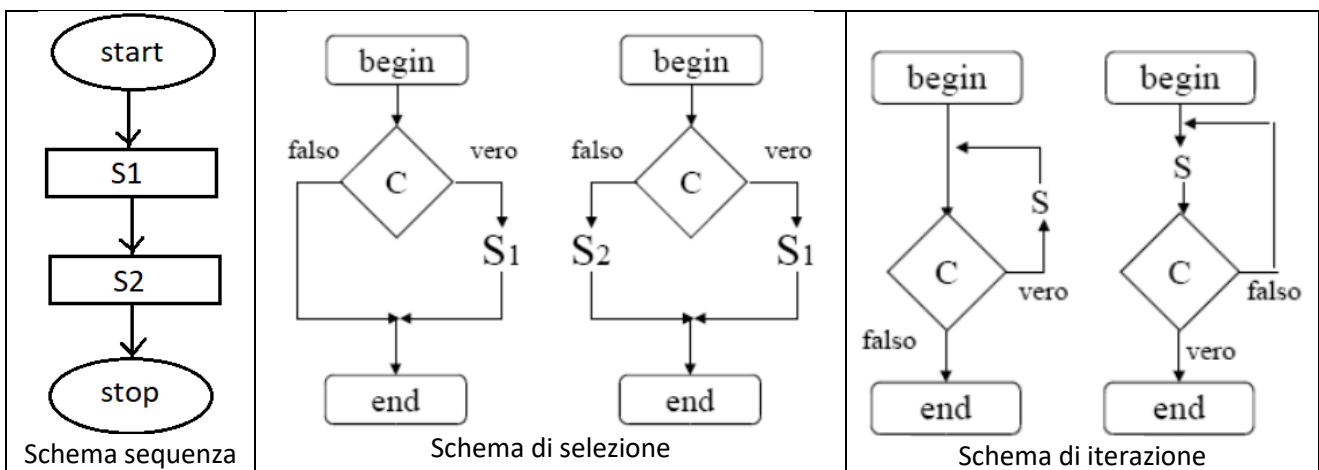 start
S1
S2
stop
Schema sequenza
begin
falso
vero
C
S1
end
begin
falso
vero
C
S2
S1
end
Schema di selezione
begin
S
C
vero
falso
end
begin
S
C
falso
vero
end
Schema di iterazione